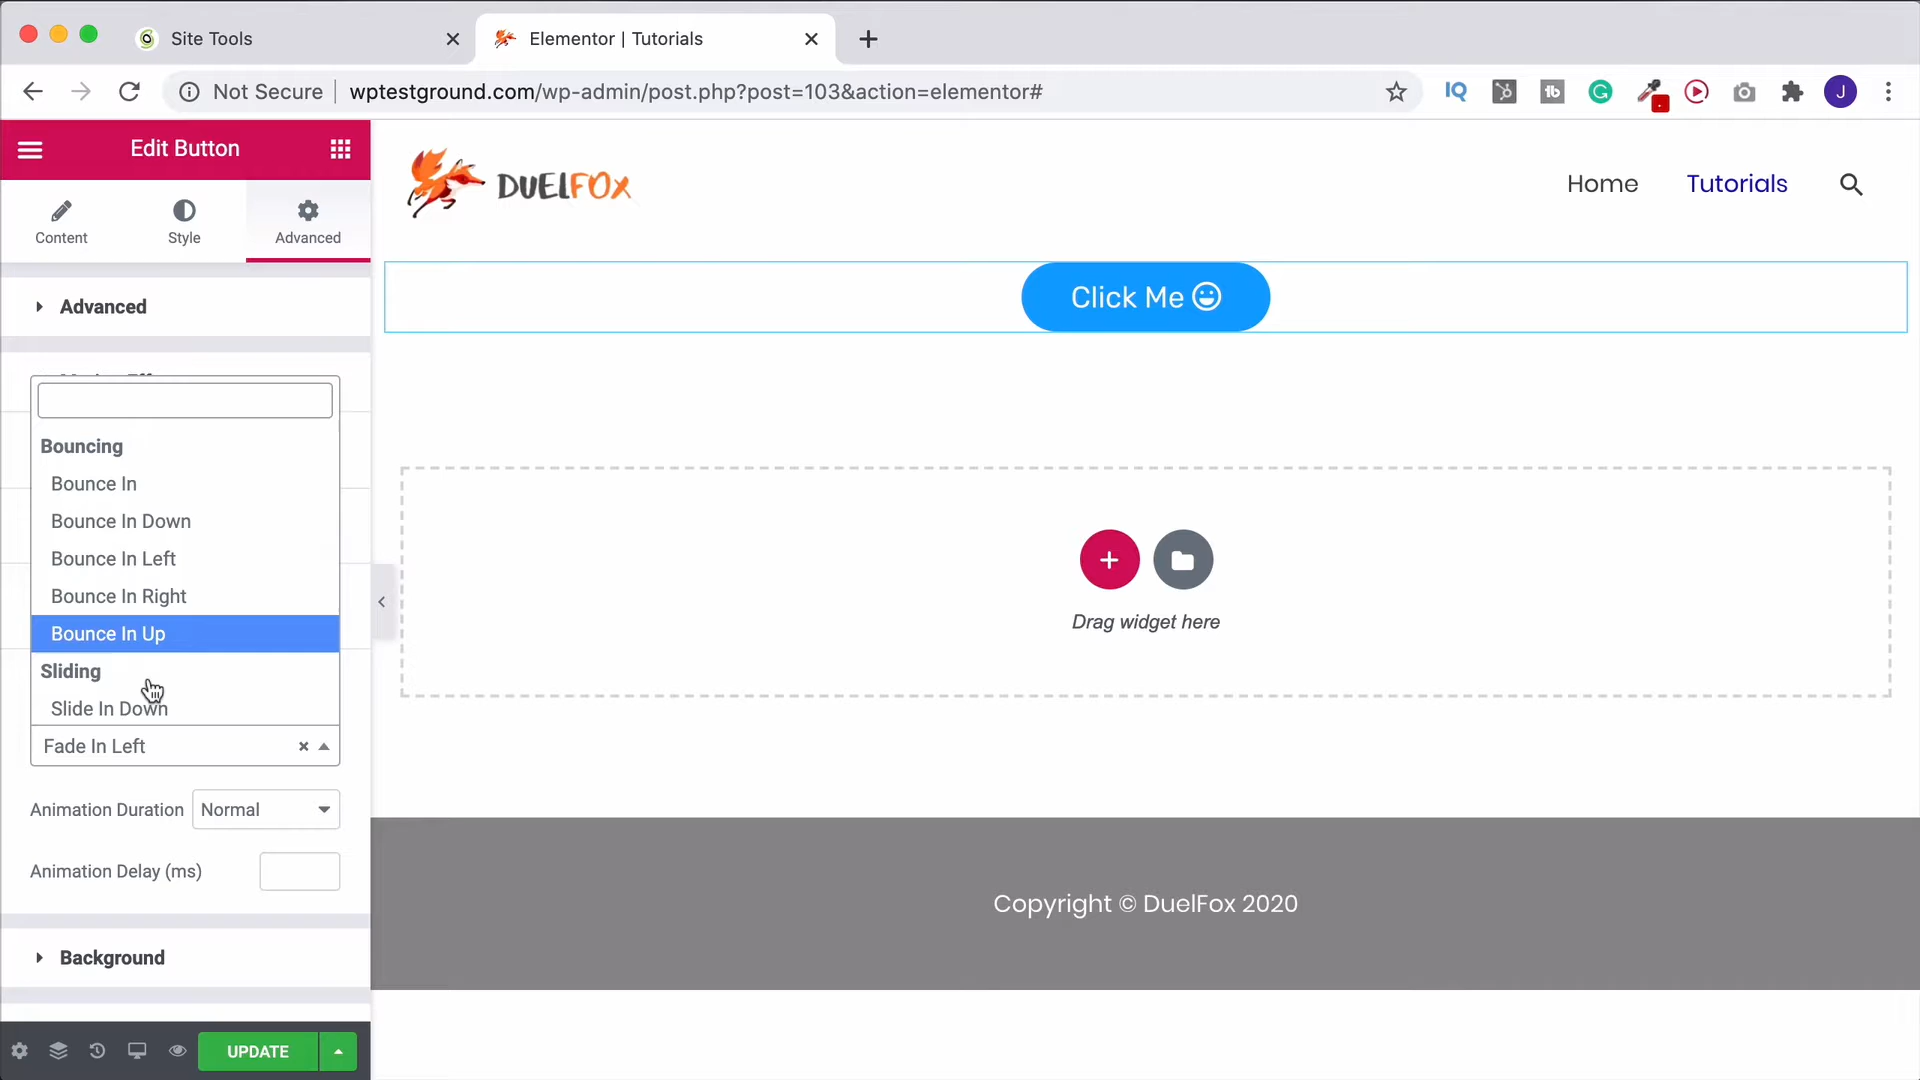 Site Tools
Elementor | Tutorials
Not Secure
wptestground.com/wp-admin/post.php?post=103&action=elementor#
IQ
tb
G
J
Edit Button
Content
Style
Advanced
DUELFOX
Home
Tutorials
Click Me
Advanced
Bouncing
Bounce In
Bounce In Down
Bounce In Left
Bounce In Right
Bounce In Up
Sliding
Slide In Down
Fade In Left
Animation Duration
Normal
Animation Delay (ms)
Background
UPDATE
Drag widget here
Copyright © DuelFox 2020